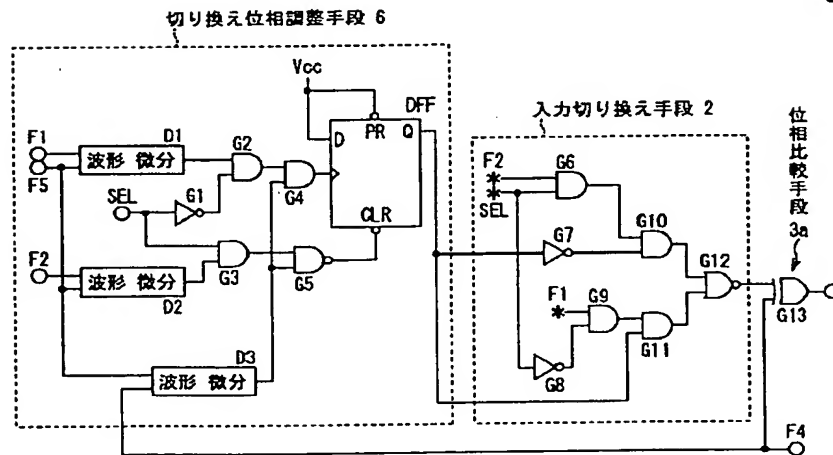 切り換え位相調整手段 6
Vcc
DFF
入力切り換え手段 2
位相比較手段
3a
F1
F5
D1
波形 微分
G2
G4
D
PR
Q
SEL
G1
CLR
F2
SEL
G6
G7
G10
G12
G13
F2
波形 微分
D2
G3
G5
F1
G9
G8
G11
D3
波形 微分
F4